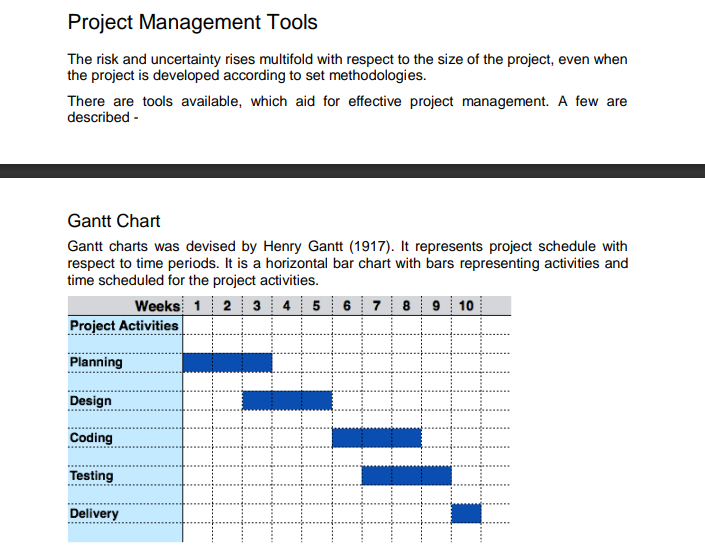 Project Management Tools
The risk and uncertainty rises multifold with respect to the size of the project, even when
the project is developed according to set methodologies.
There are tools available, which aid for effective project management. A few are
described -
Gantt Chart
Gantt charts was devised by Henry Gantt (1917). It represents project schedule with
respect to time periods. It is a horizontal bar chart with bars representing activities and
time scheduled for the project activities.
Weeks 1 2 3 4 5 6 7 8 9 10
Project Activities
Planning
Design
Coding
Testing
Delivery